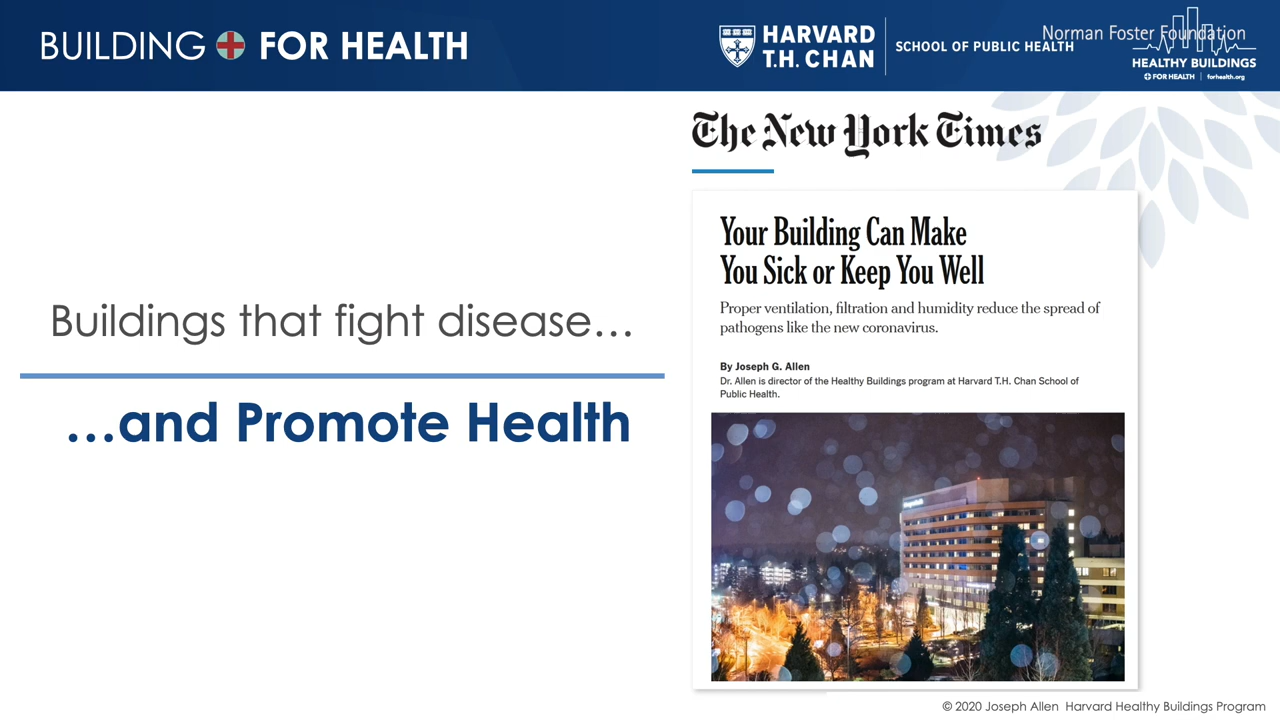 BUILDING FOR HEALTH
HARVARD
T.H. CHAN
SCHOOL OF PUBLIC HEALTH
Norman Foster Foundation
HEALTHY BUILDINGS
FOR HEALTH | forhealth.org
The New York Times
Your Building Can Make
You Sick or Keep You Well
Proper ventilation, filtration and humidity reduce the spread of
pathogens like the new coronavirus.
By Joseph G. Allen
Dr. Allen is director of the Healthy Buildings program at Harvard T.H. Chan School of
Public Health.
Buildings that fight disease…
…and Promote Health
© 2020 Joseph Allen Harvard Healthy Buildings Program